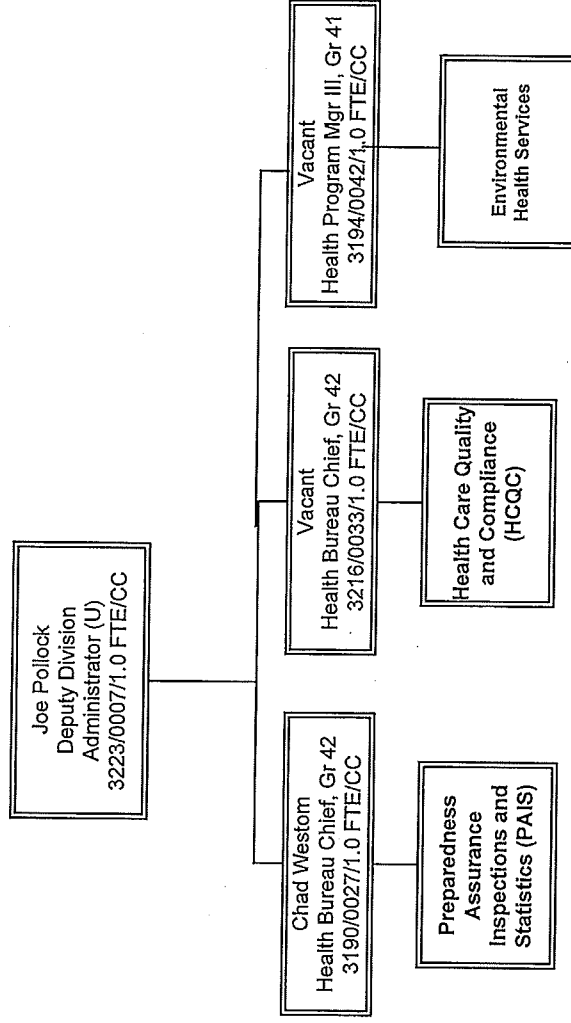 Joe Pollock
Deputy Division
Administrator (U)
3223/0007/1.0 FTE/CC
Chad Westom
Health Bureau Chief, Gr 42
3190/0027/1.0 FTE/CC
Vacant
Health Bureau Chief, Gr 42
3216/0033/1.0 FTE/CC
Vacant
Health Program Mgr III, Gr 41
3194/0042/1.0 FTE/CC
Preparedness
Assurance
Inspections and
Statistics (PAIS)
Health Care Quality
and Compliance
(HCQC)
Environmental
Health Services